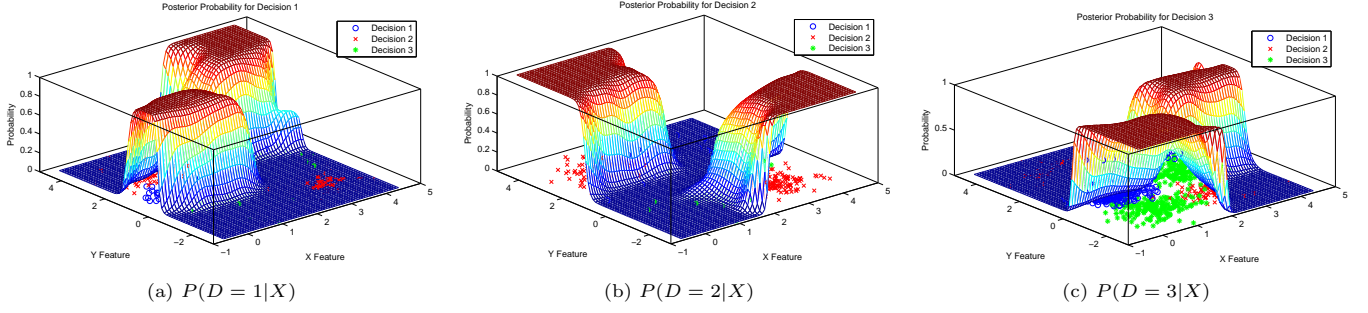 Posterior Probability for Decision 1
Decision 1
Decision 2
Decision 3
1
0.8
0.6
0.4
0.2
0
Probability
4
2
0
−2
Y Feature
−1
0
1
2
3
4
5
X Feature
(a) P(D = 1|X)
Posterior Probability for Decision 2
Decision 1
Decision 2
Decision 3
1
0.8
0.6
0.4
0.2
0
Probability
4
2
0
−2
Y Feature
−1
0
1
2
3
4
5
X Feature
(b) P(D = 2|X)
Posterior Probability for Decision 3
Decision 1
Decision 2
Decision 3
1
0.5
0
Probability
4
2
0
−2
Y Feature
−1
0
1
2
3
4
5
X Feature
(c) P(D = 3|X)